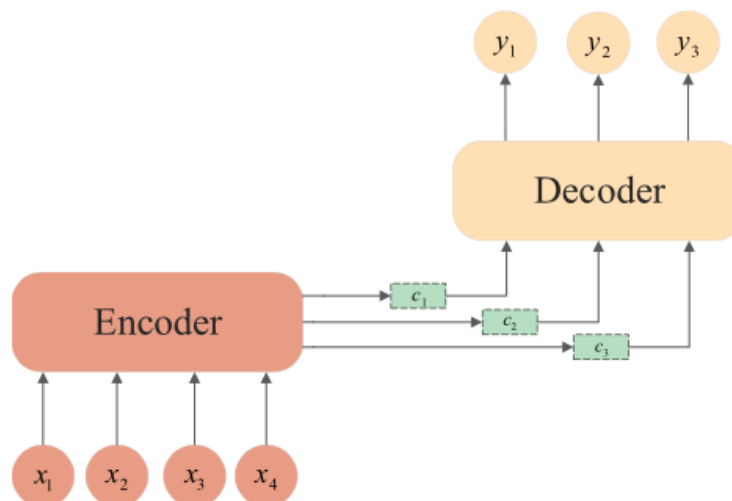 y₁ y₂ y₃
Decoder
c₁
Encoder
c₂
c₃
x₁ x₂ x₃ x₄